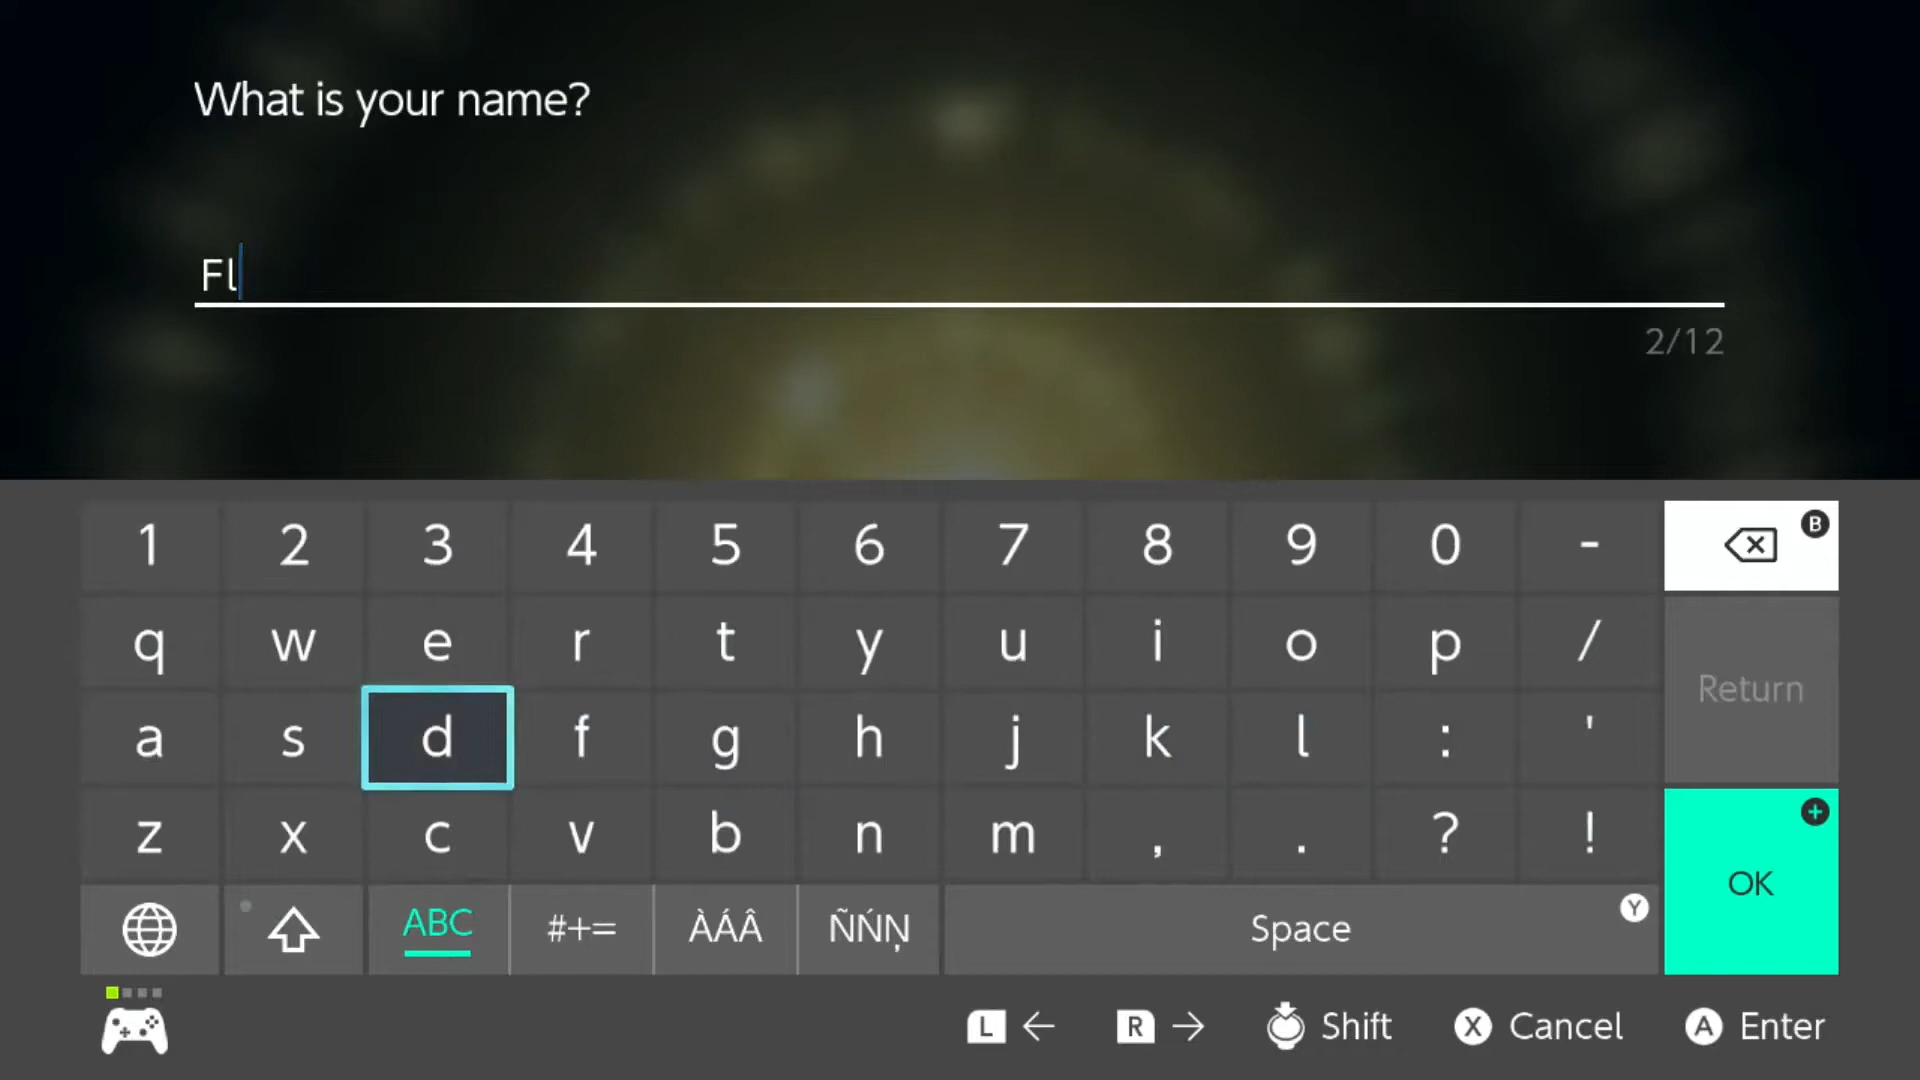 What is your name?
Fl
2/12
1 2 3 4 5 6 7 8 9 0 - B
q w e r t y u i o p / Return
a s d f g h j k l : '
z x c v b n m , . ? ! + OK
ABC #+= ÀÁÂ ÑŃŅ Space Y
L ← R → Shift X Cancel A Enter